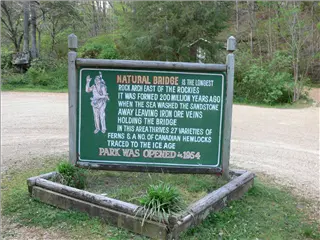 NATURAL BRIDGE IS THE LONGEST
ROCK ARCH EAST OF THE ROCKIES
IT WAS FORMED 200 MILLION YEARS AGO
WHEN THE SEA WASHED THE SANDSTONE
AWAY LEAVING IRON ORE VEINS
HOLDING THE BRIDGE
IN THIS AREA THRIVES 27 VARIETIES OF
FERNS & A NO. OF CANADIAN HEMLOCKS
TRACED TO THE ICE AGE
PARK WAS OPENED IN 1954